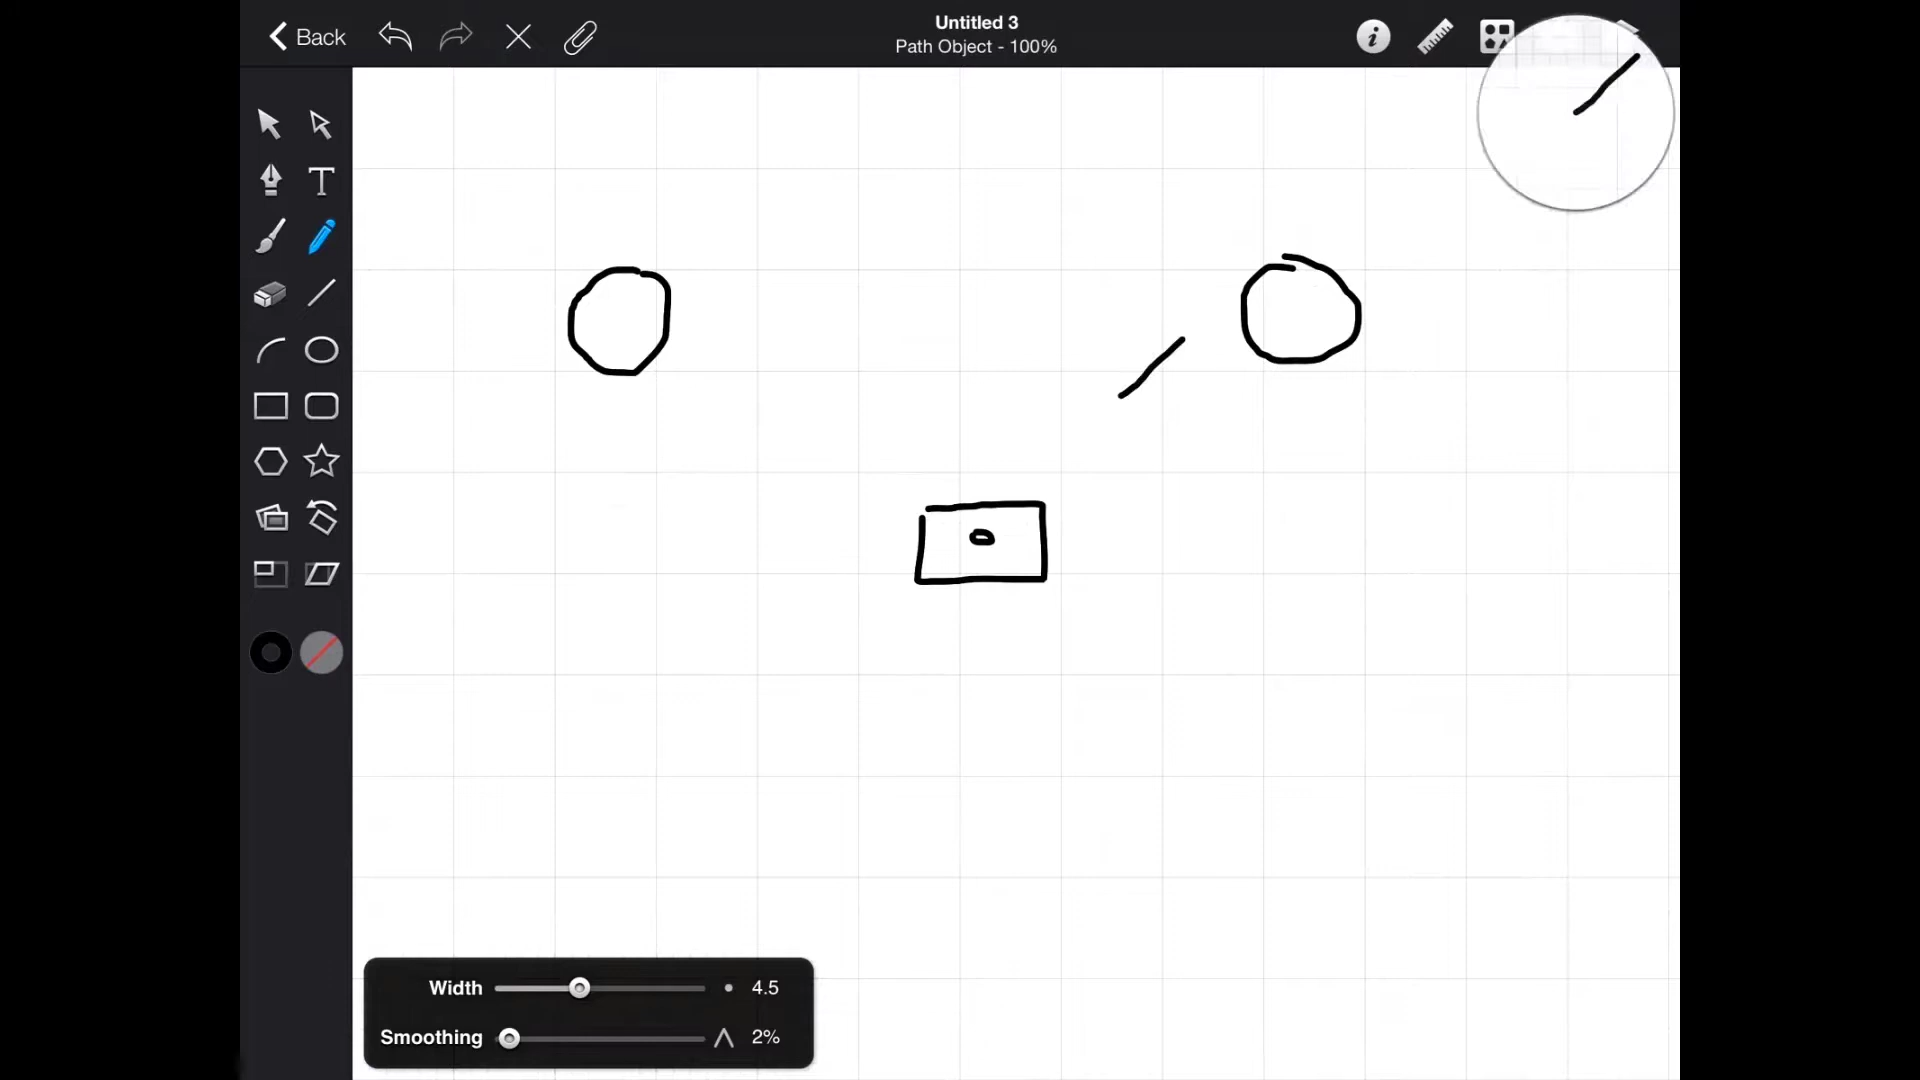 Back
Untitled 3
Path Object - 100%
Width 4.5
Smoothing 2%